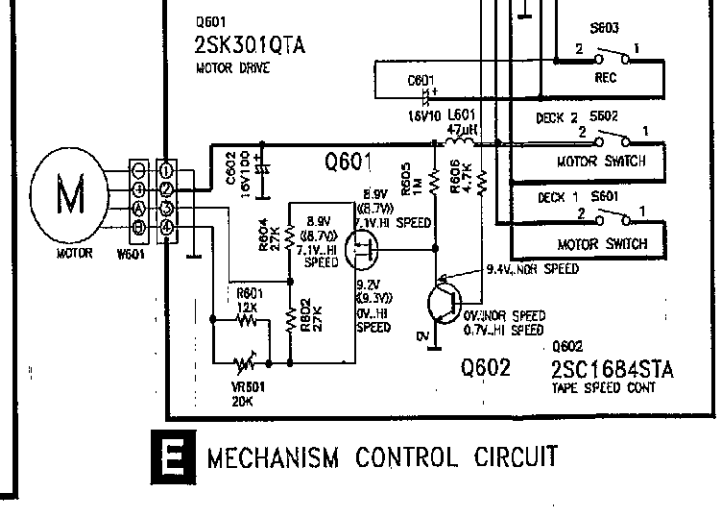 Q601
2SK301QTA
MOTOR DRIVE
S603
2 1
REC
C601
+
16V10
L601
47uH
DECK 2 S602
2 1
MOTOR SWITCH
C602
16V100
+
Q601
R605
1M
R606
4.7K
DECK 1 S601
2 1
MOTOR SWITCH
M
MOTOR
W601
1
2
3
4
R604
27K
8.9V
((8.7V))
7.1V..HI
SPEED
8.9V
((8.7V))
7.1V.HI SPEED
9.2V
((9.3V))
0V..HI
SPEED
9.4V..NOR SPEED
0V..NOR SPEED
0.7V..HI SPEED
0V
R601
12K
R602
27K
VR601
20K
Q602
Q602
2SC1684STA
TAPE SPEED CONT
E MECHANISM CONTROL CIRCUIT